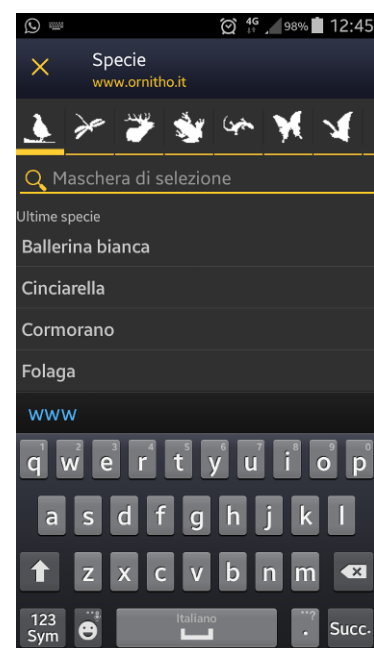 4G 98% 12:45
Specie
www.ornitho.it
Maschera di selezione
Ultime specie
Ballerina bianca
Cinciarella
Cormorano
Folaga
www
1 2 3 4 5 6 7 8 9 0
q w e r t y u i o p
a s d f g h j k l
z x c v b n m
123
Sym
Italiano
...?
.
Succ.